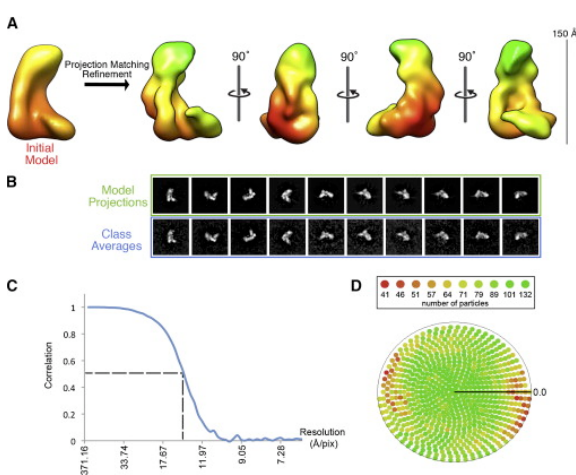 A
Projection Matching
Refinement
Initial
Model
90°
90°
90°
150 Å
B
Model
Projections
Class
Averages
C
Correlation
1
0.8
0.6
0.4
0.2
0
371.16
33.74
17.67
11.97
9.05
7.28
Resolution
(Å/pix)
D
41 46 51 57 64 71 79 89 101 132
number of particles
0.0